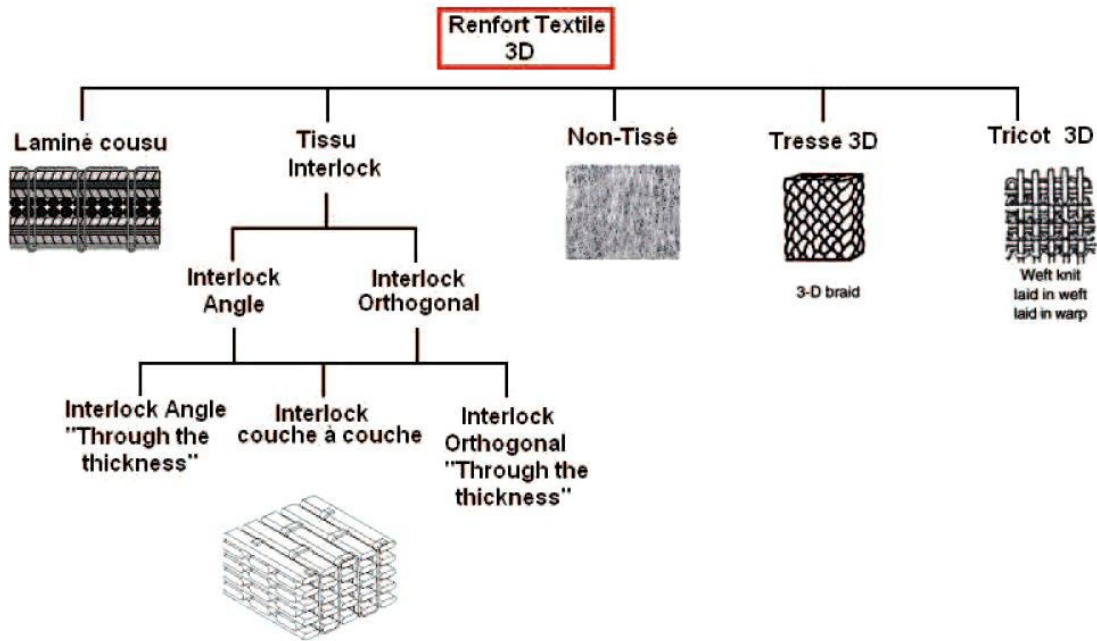 Renfort Textile
3D
Laminé cousu
Tissu
Interlock
Non-Tissé
Tresse 3D
Tricot 3D
3-D braid
Weft knit
laid in weft
laid in warp
Interlock
Angle
Interlock
Orthogonal
Interlock Angle
"Through the
thickness"
Interlock
couche à couche
Interlock
Orthogonal
"Through the
thickness"